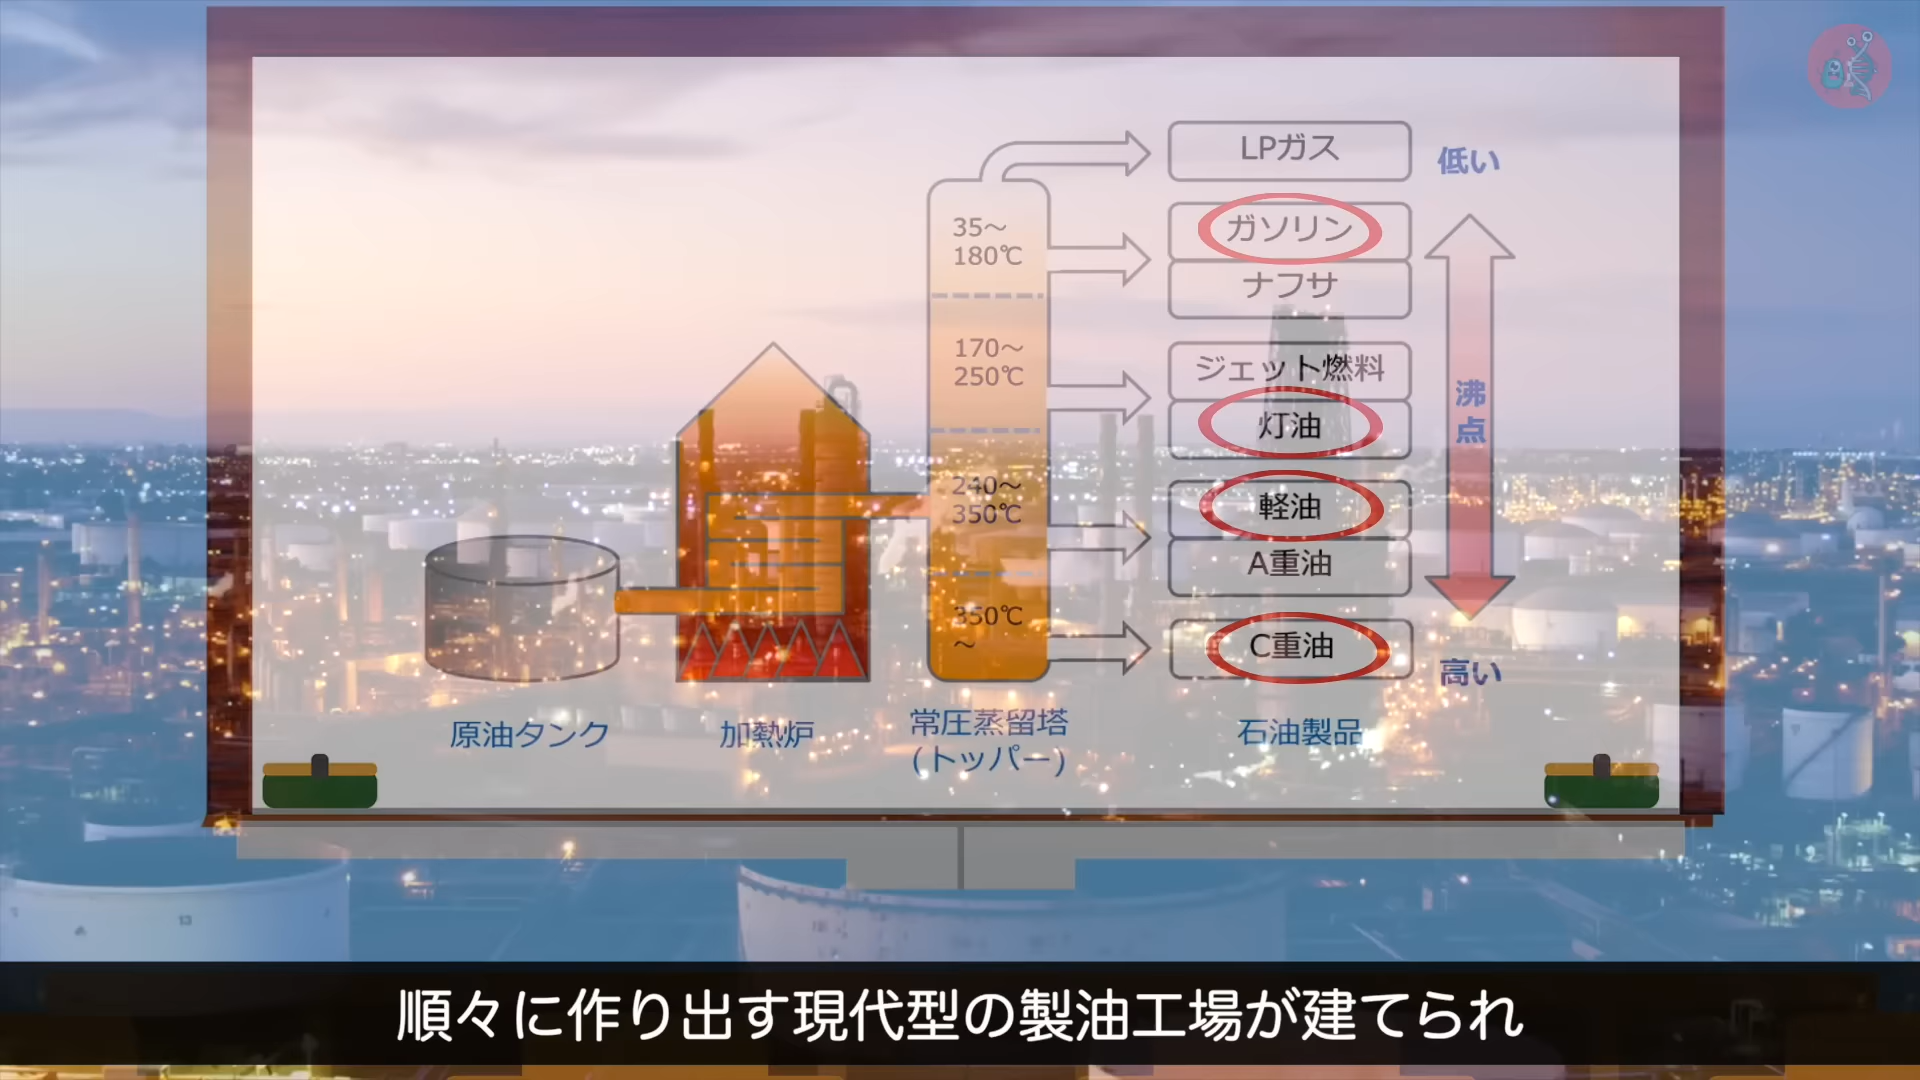 LPガス
低い
35～
180℃
ガソリン
ナフサ
170～
250℃
ジェット燃料
灯油
沸点
240～
350℃
軽油
A重油
350℃
～
C重油
高い
原油タンク
加熱炉
常圧蒸留塔
(トッパー)
石油製品
13
順々に作り出す現代型の製油工場が建てられ